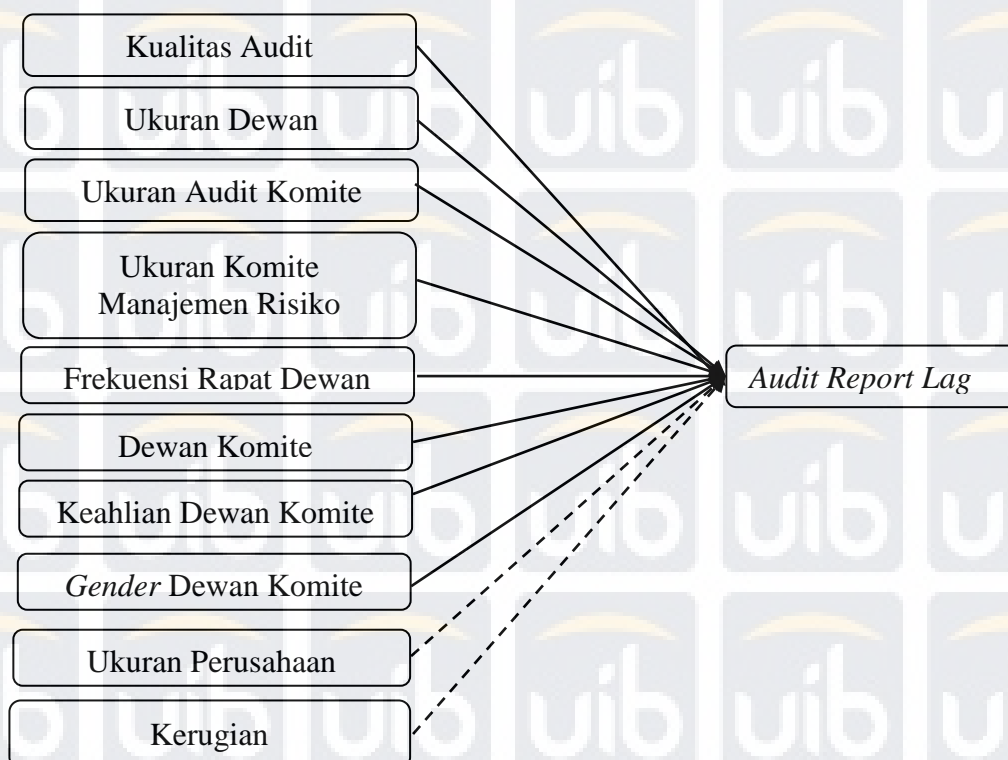 Kualitas Audit
Ukuran Dewan
Ukuran Audit Komite
Ukuran Komite
Manajemen Risiko
Frekuensi Rapat Dewan
Audit Report Lag
Dewan Komite
Keahlian Dewan Komite
Gender Dewan Komite
Ukuran Perusahaan
Kerugian